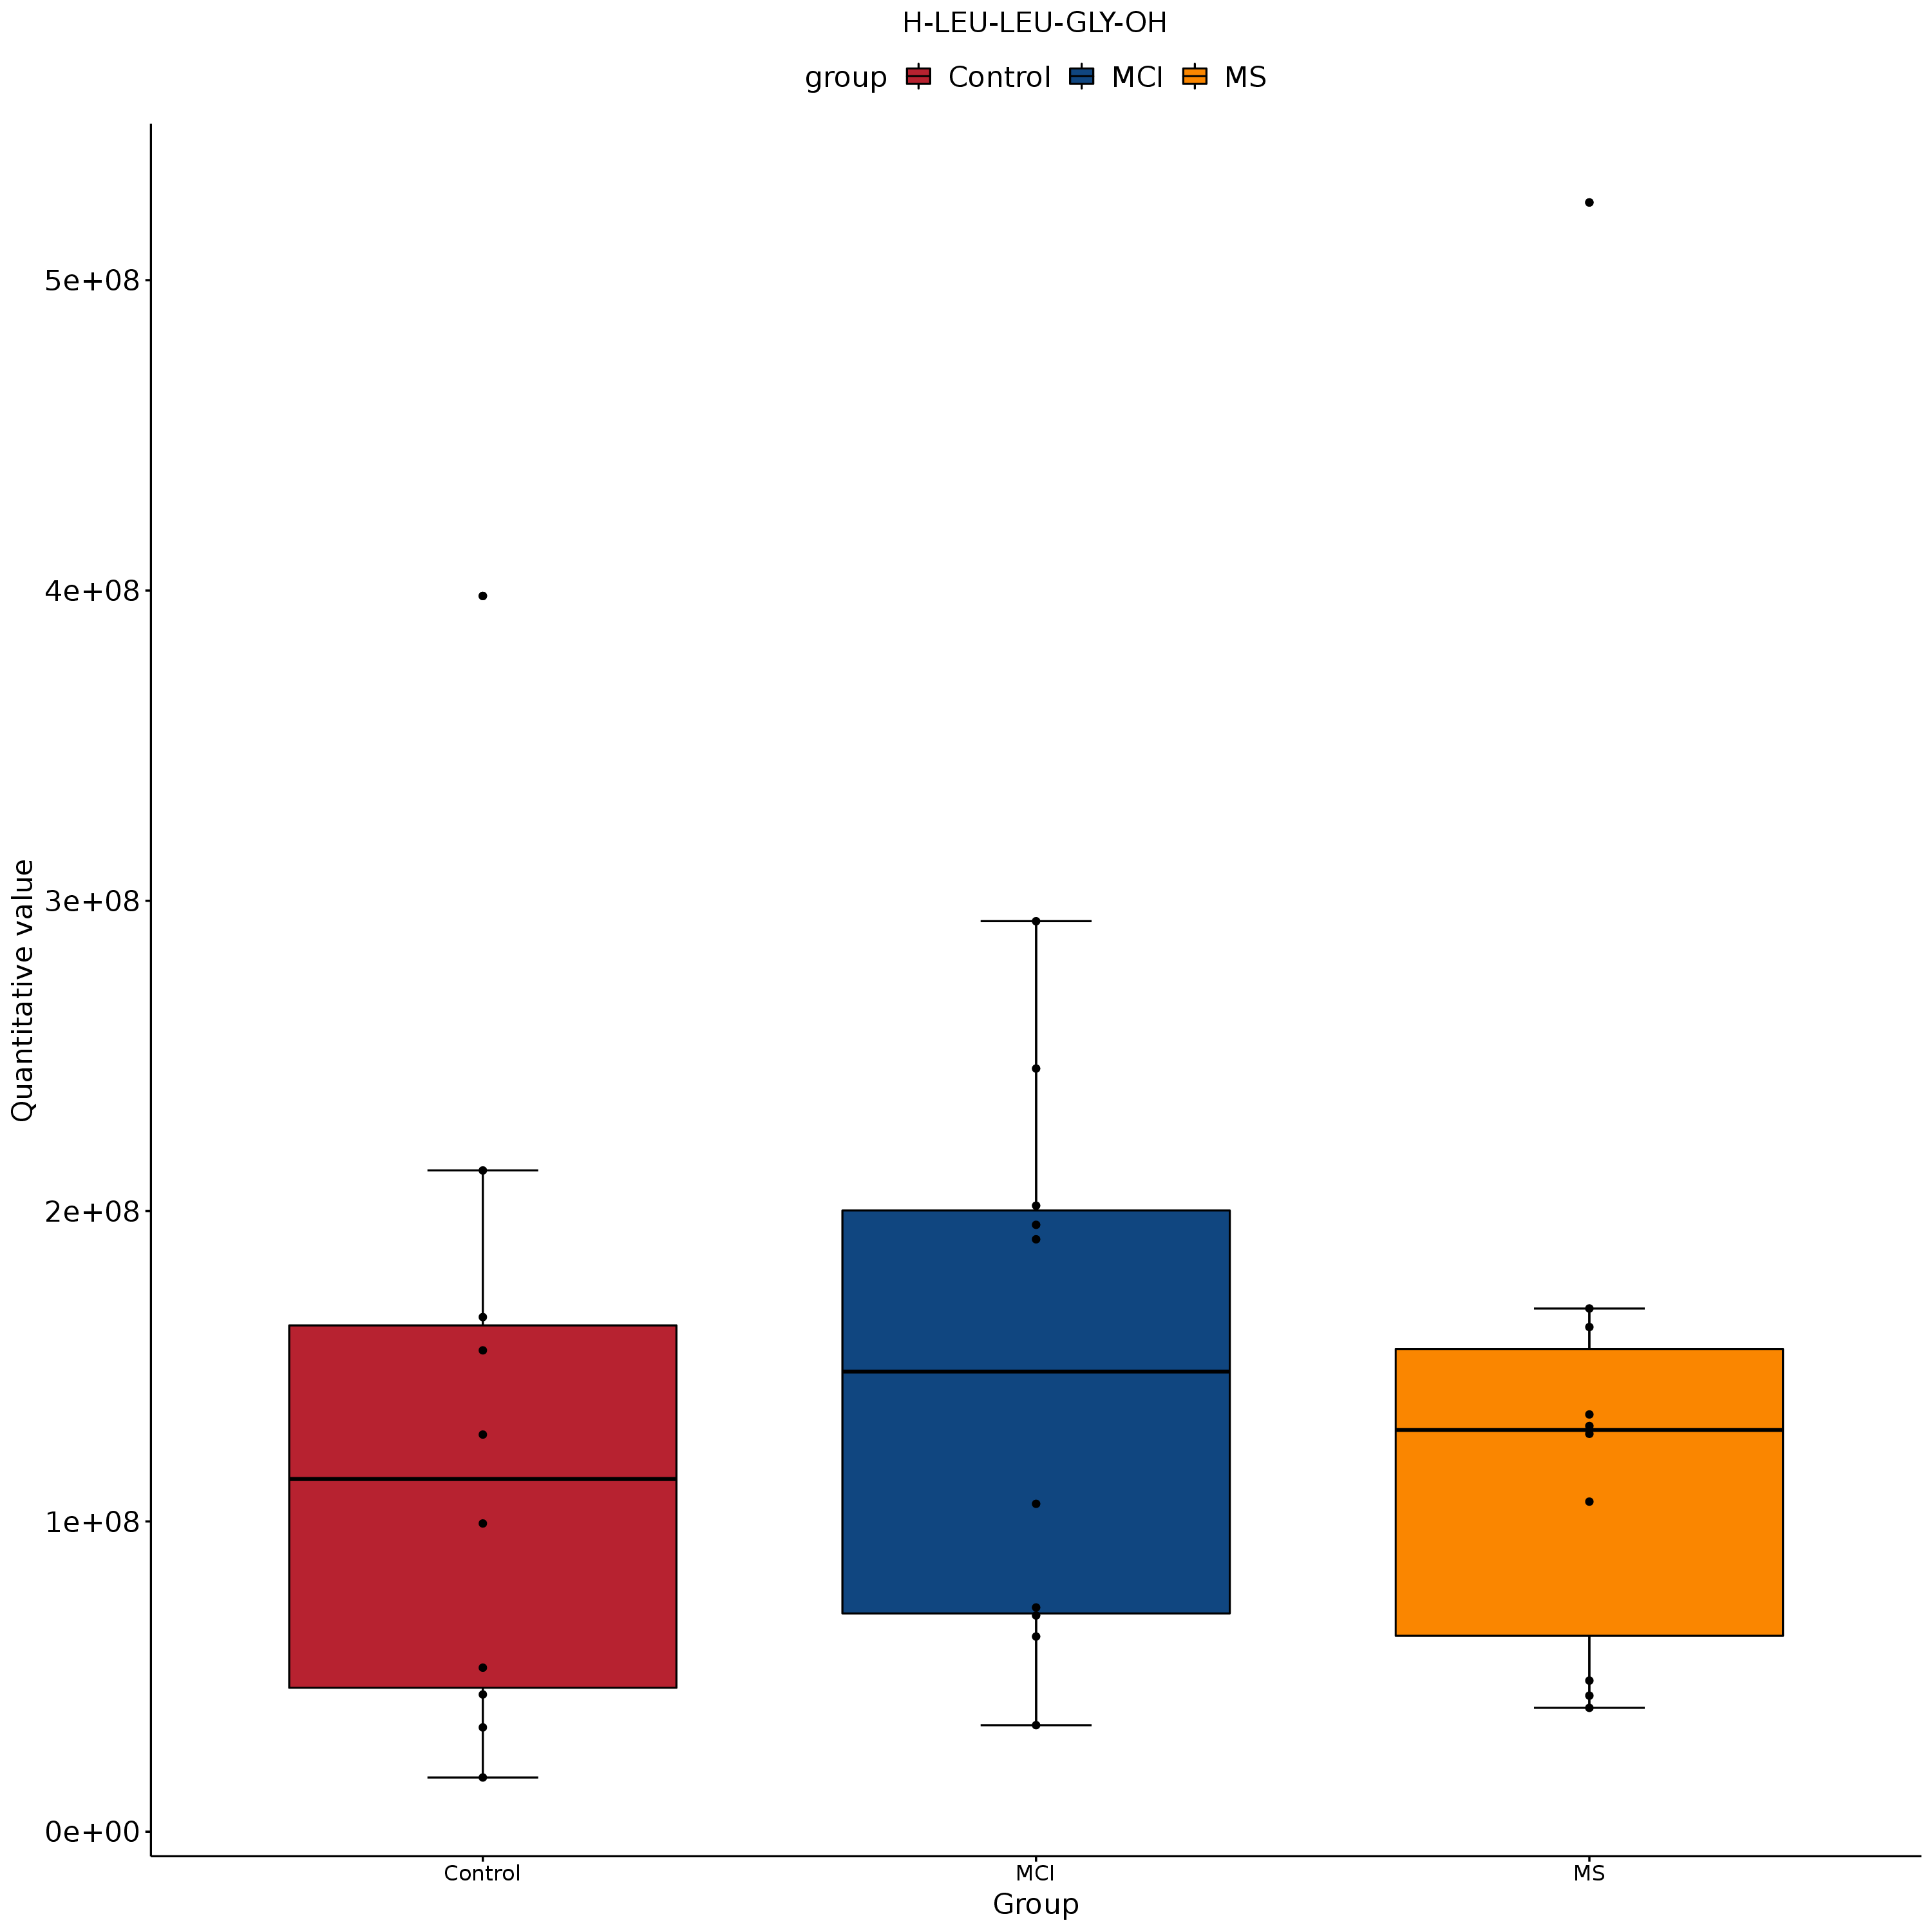 H-LEU-LEU-GLY-OH
group Control MCI MS
Quantitative value
5e+08
4e+08
3e+08
2e+08
1e+08
0e+00
Control MCI MS
Group